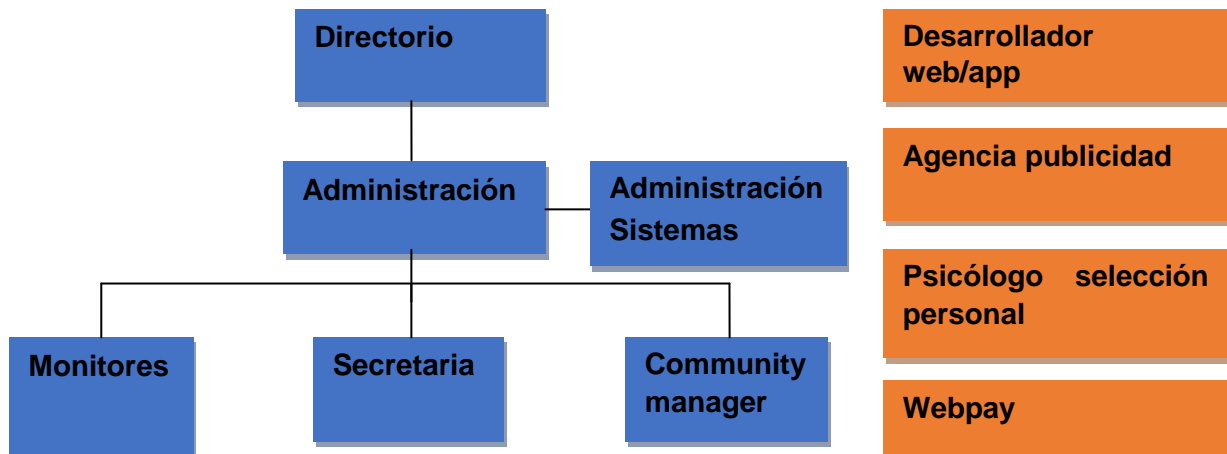 Directorio
Desarrollador
web/app
Administración
Administración
Sistemas
Agencia publicidad
Psicólogo selección
personal
Monitores
Secretaria
Community
manager
Webpay